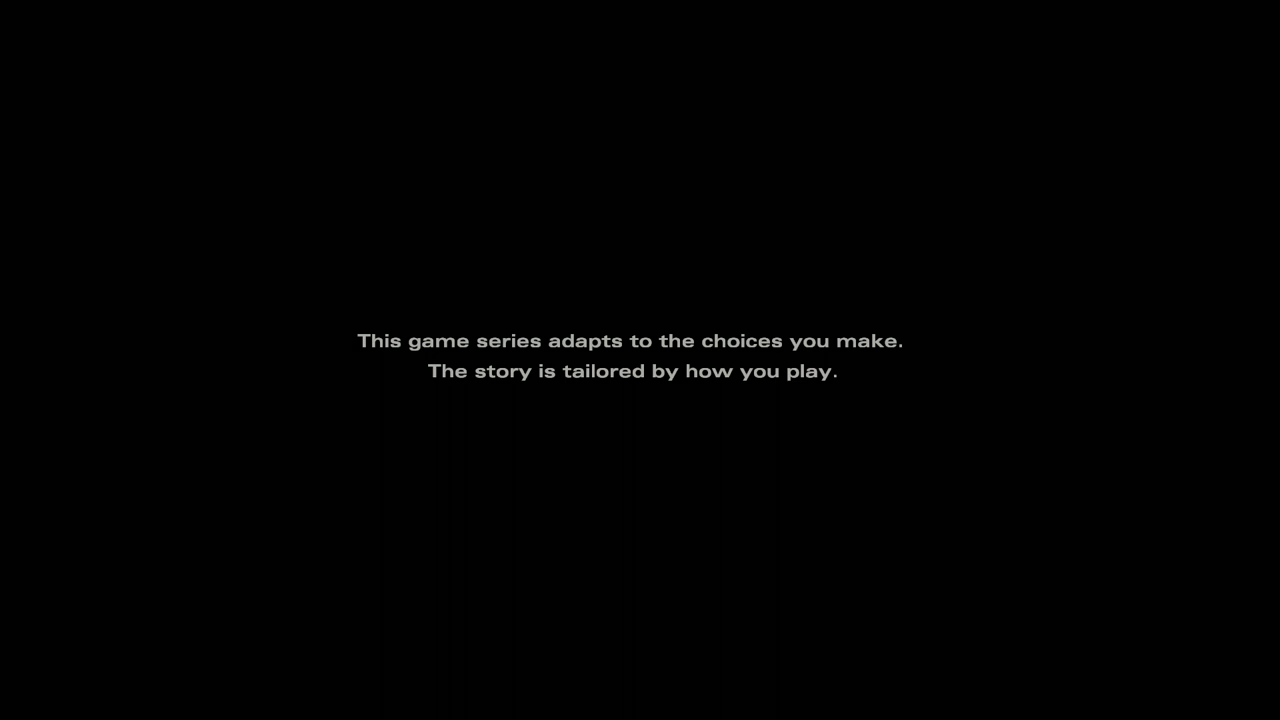 This game series adapts to the choices you make.
The story is tailored by how you play.